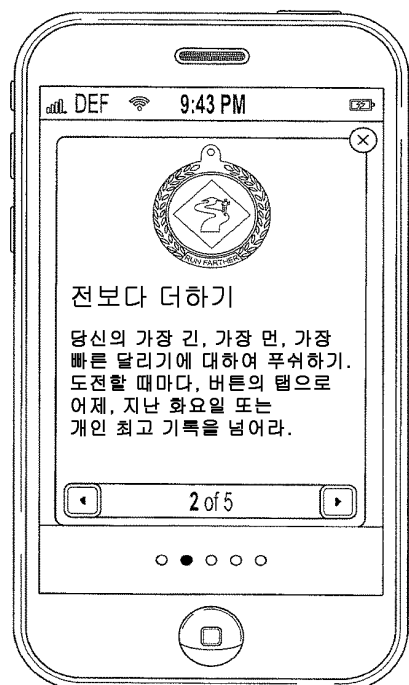 DEF 9:43 PM
RUN FARTHER
전보다 더하기
당신의 가장 긴, 가장 먼, 가장
빠른 달리기에 대하여 푸쉬하기.
도전할 때마다, 버튼의 탭으로
어제, 지난 화요일 또는
개인 최고 기록을 넘어라.
2 of 5